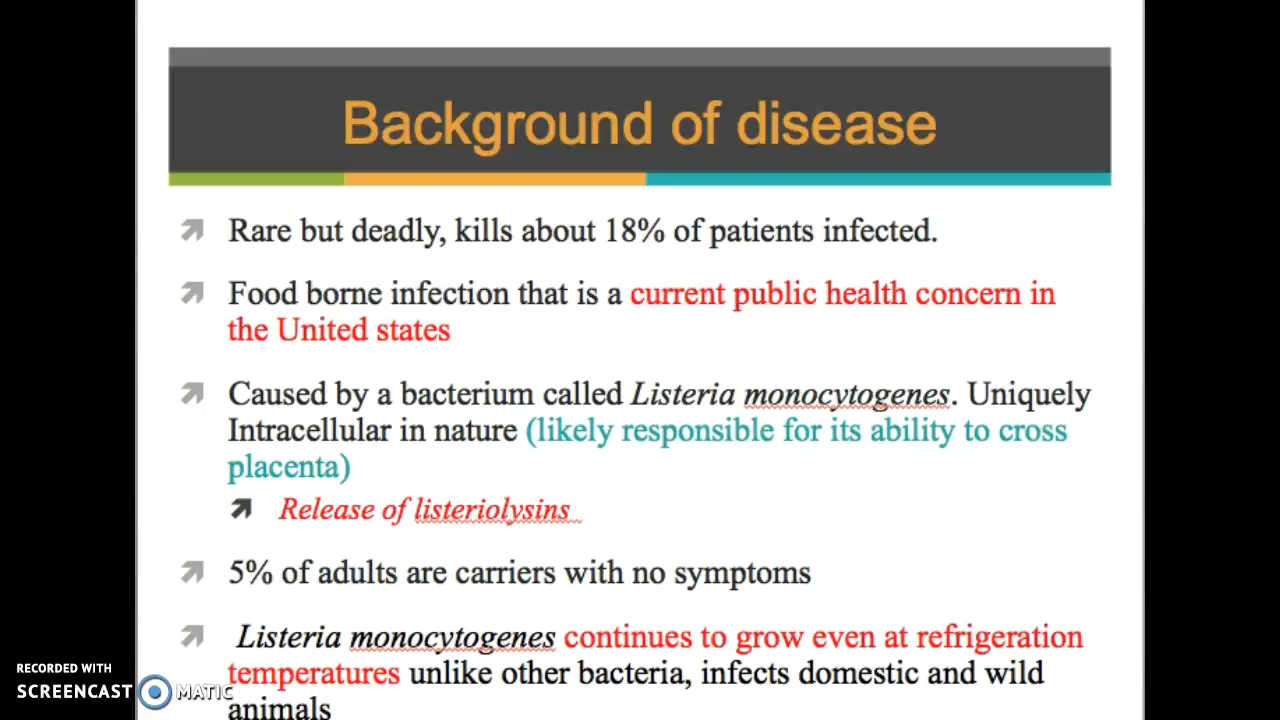 Background of disease
Rare but deadly, kills about 18% of patients infected.
Food borne infection that is a current public health concern in
the United states
Caused by a bacterium called Listeria monocytogenes. Uniquely
Intracellular in nature (likely responsible for its ability to cross
placenta)
Release of listeriolysins
5% of adults are carriers with no symptoms
Listeria monocytogenes continues to grow even at refrigeration
temperatures unlike other bacteria, infects domestic and wild
animals
RECORDED WITH
SCREENCAST MATIC